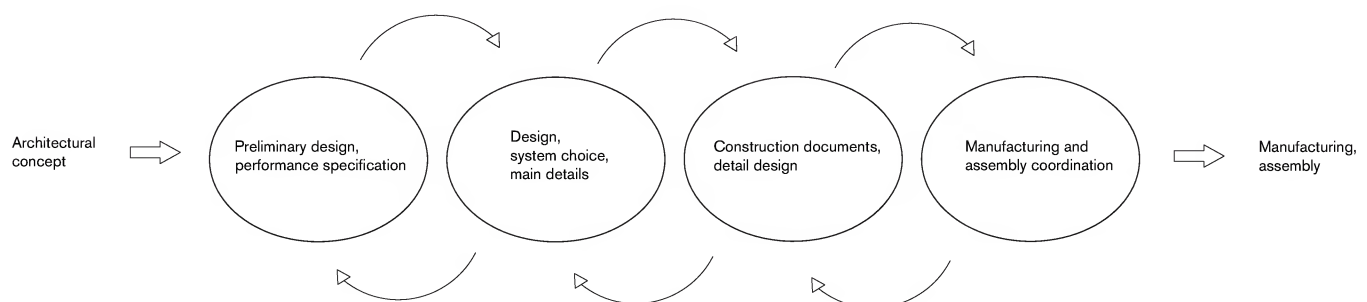 Architectural
concept
Preliminary design,
performance specification
Design,
system choice,
main details
Construction documents,
detail design
Manufacturing and
assembly coordination
Manufacturing,
assembly